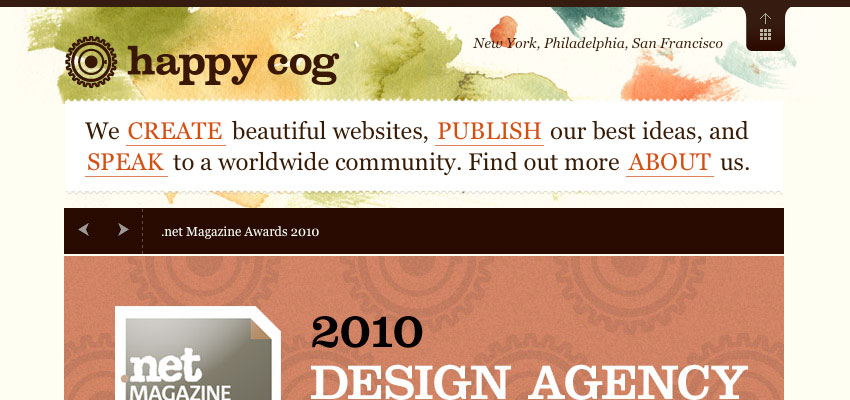 happy cog
New York, Philadelphia, San Francisco
We CREATE beautiful websites, PUBLISH our best ideas, and
SPEAK to a worldwide community. Find out more ABOUT us.
.net Magazine Awards 2010
.net
MAGAZINE
2010
DESIGN AGENCY